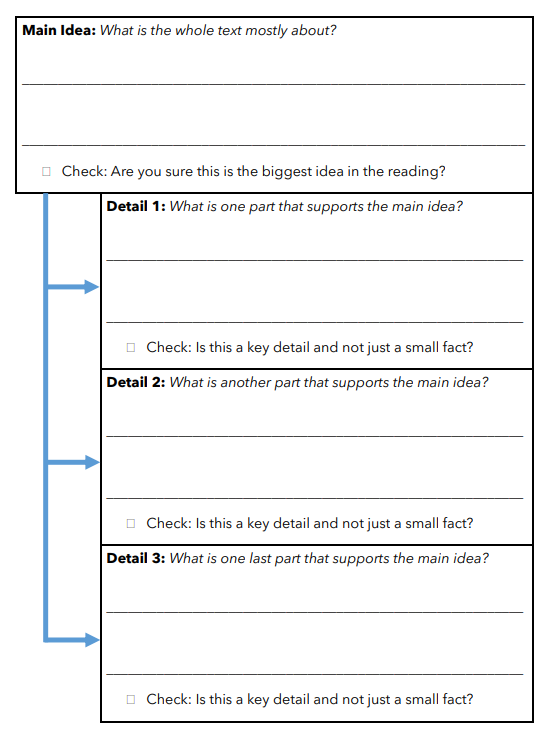 Main Idea: What is the whole text mostly about?
☐ Check: Are you sure this is the biggest idea in the reading?
Detail 1: What is one part that supports the main idea?
☐ Check: Is this a key detail and not just a small fact?
Detail 2: What is another part that supports the main idea?
☐ Check: Is this a key detail and not just a small fact?
Detail 3: What is one last part that supports the main idea?
☐ Check: Is this a key detail and not just a small fact?